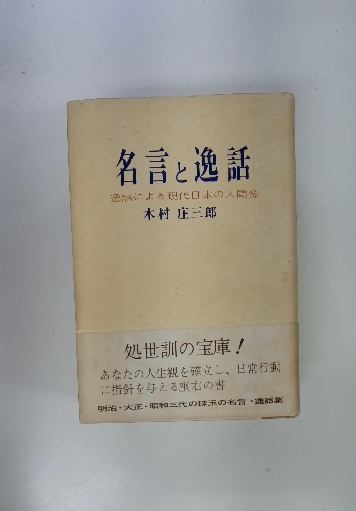 名言と逸話
逸話による現代日本の人間像
木村 庄三郎
処世訓の宝庫!
あなたの人生観を確立し、日常行動
に指針を与える座右の書
明治・大正・昭和三代の珠玉の名言・逸話集